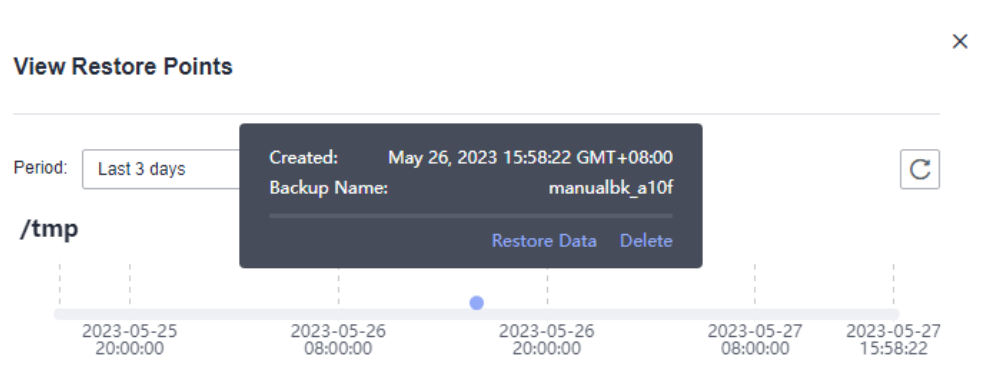 View Restore Points
Period: Last 3 days
Created: May 26, 2023 15:58:22 GMT+08:00
Backup Name: manualbk_a10f
Restore Data Delete
/tmp
2023-05-25 2023-05-26 2023-05-26 2023-05-27 2023-05-27
20:00:00 08:00:00 20:00:00 08:00:00 15:58:22